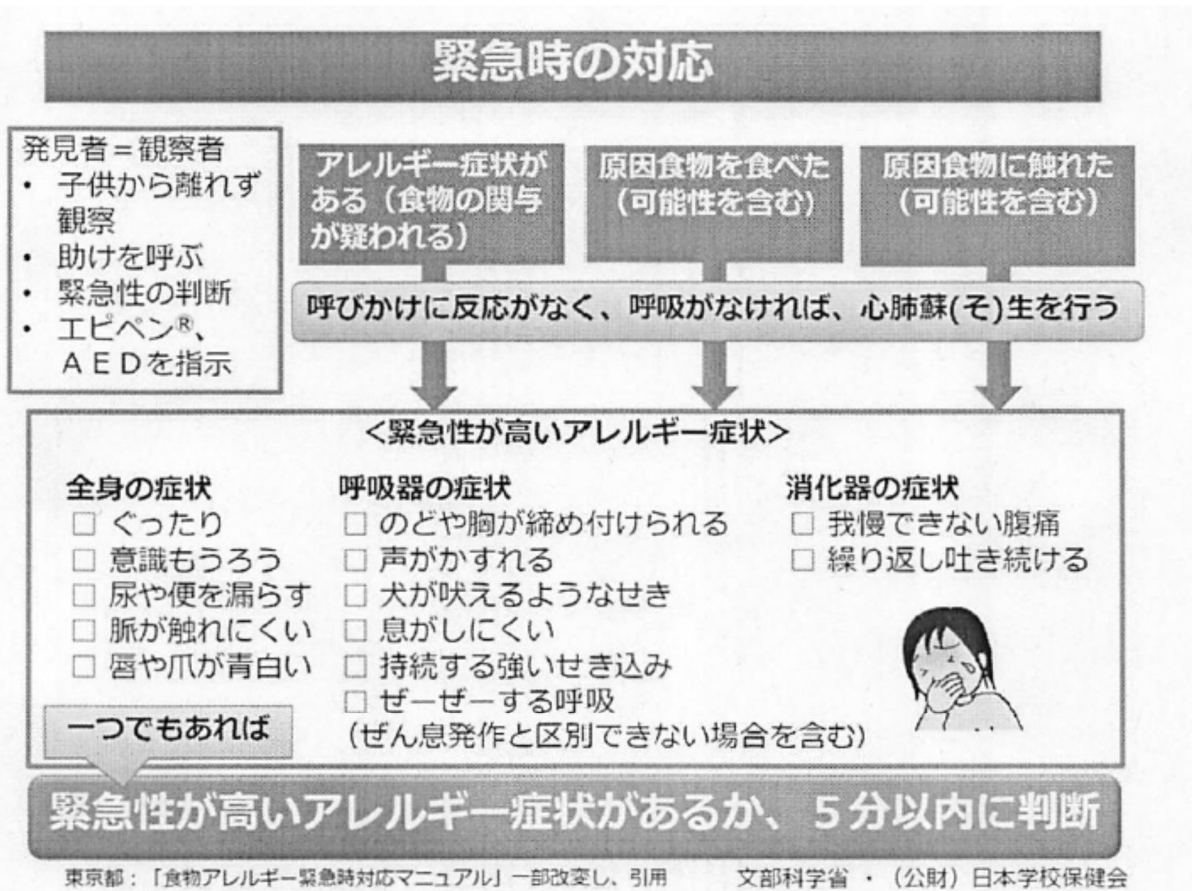 緊急時の対応
発見者＝観察者
・ 子供から離れず
観察
・ 助けを呼ぶ
・ 緊急性の判断
・ エピペン®、
ＡＥＤを指示
アレルギー症状が
ある（食物の関与
が疑われる）
原因食物を食べた
(可能性を含む)
原因食物に触れた
(可能性を含む)
呼びかけに反応がなく、呼吸がなければ、心肺蘇(そ)生を行う
＜緊急性が高いアレルギー症状＞
全身の症状
□ ぐったり
□ 意識もうろう
□ 尿や便を漏らす
□ 脈が触れにくい
□ 唇や爪が青白い
呼吸器の症状
□ のどや胸が締め付けられる
□ 声がかすれる
□ 犬が吠えるようなせき
□ 息がしにくい
□ 持続する強いせき込み
□ ぜーぜーする呼吸
(ぜん息発作と区別できない場合を含む)
消化器の症状
□ 我慢できない腹痛
□ 繰り返し吐き続ける
一つでもあれば
緊急性が高いアレルギー症状があるか、５分以内に判断
東京都：「食物アレルギー緊急時対応マニュアル」一部改変し、引用
文部科学省 ・ （公財）日本学校保健会